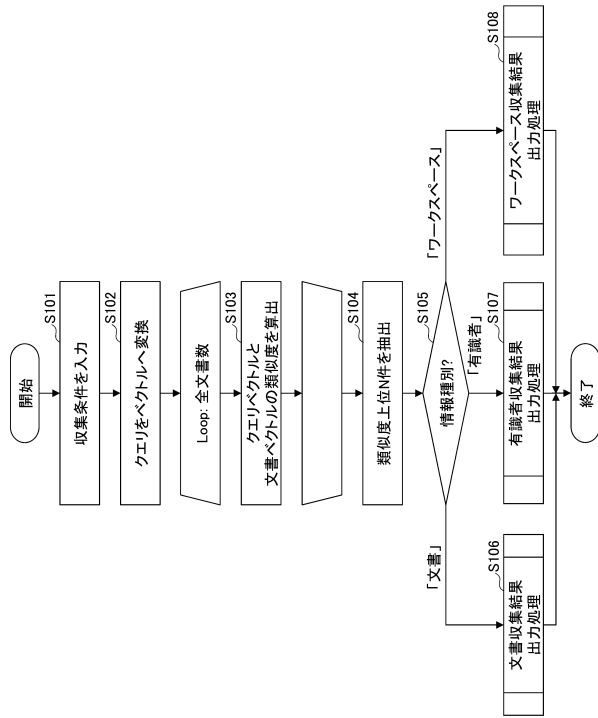 開始
S101
収集条件を入力
S102
クエリをベクトルへ変換
Loop: 全文書数
S103
クエリベクトルと
文書ベクトルの類似度を算出
S104
類似度上位N件を抽出
S105
情報種別?
「文書」
「有識者」
「ワークスペース」
S106
文書収集結果
出力処理
S107
有識者収集結果
出力処理
S108
ワークスペース収集結果
出力処理
終了